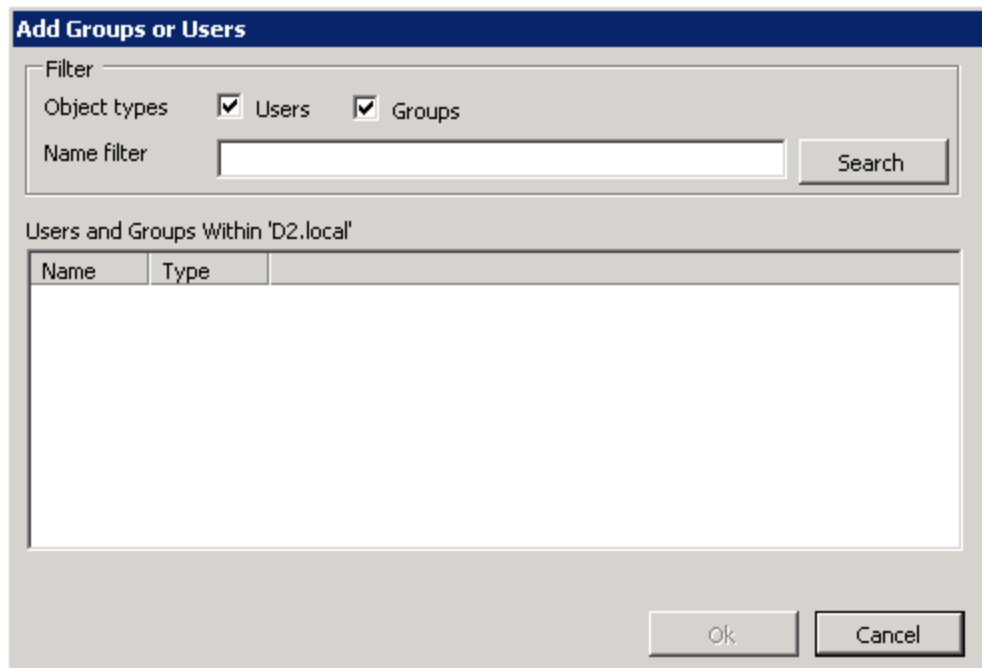 Add Groups or Users
Filter
Object types Users Groups
Name filter Search
Users and Groups Within 'D2.local'
Name Type
Ok Cancel